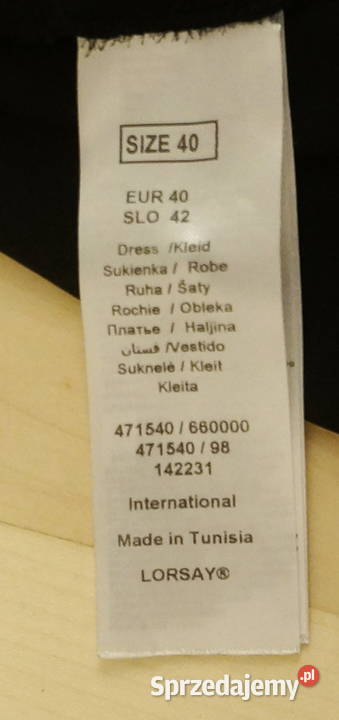 SIZE 40
EUR 40
SLO 42
Dress /Kleid
Sukienka / Robe
Ruha / Šaty
Rochie / Obleka
Платье / Haljina
فستان /Vestido
Suknelė / Kleit
Kleita
471540 / 660000
471540 / 98
142231
International
Made in Tunisia
LORSAY®
Sprzedajemy.pl